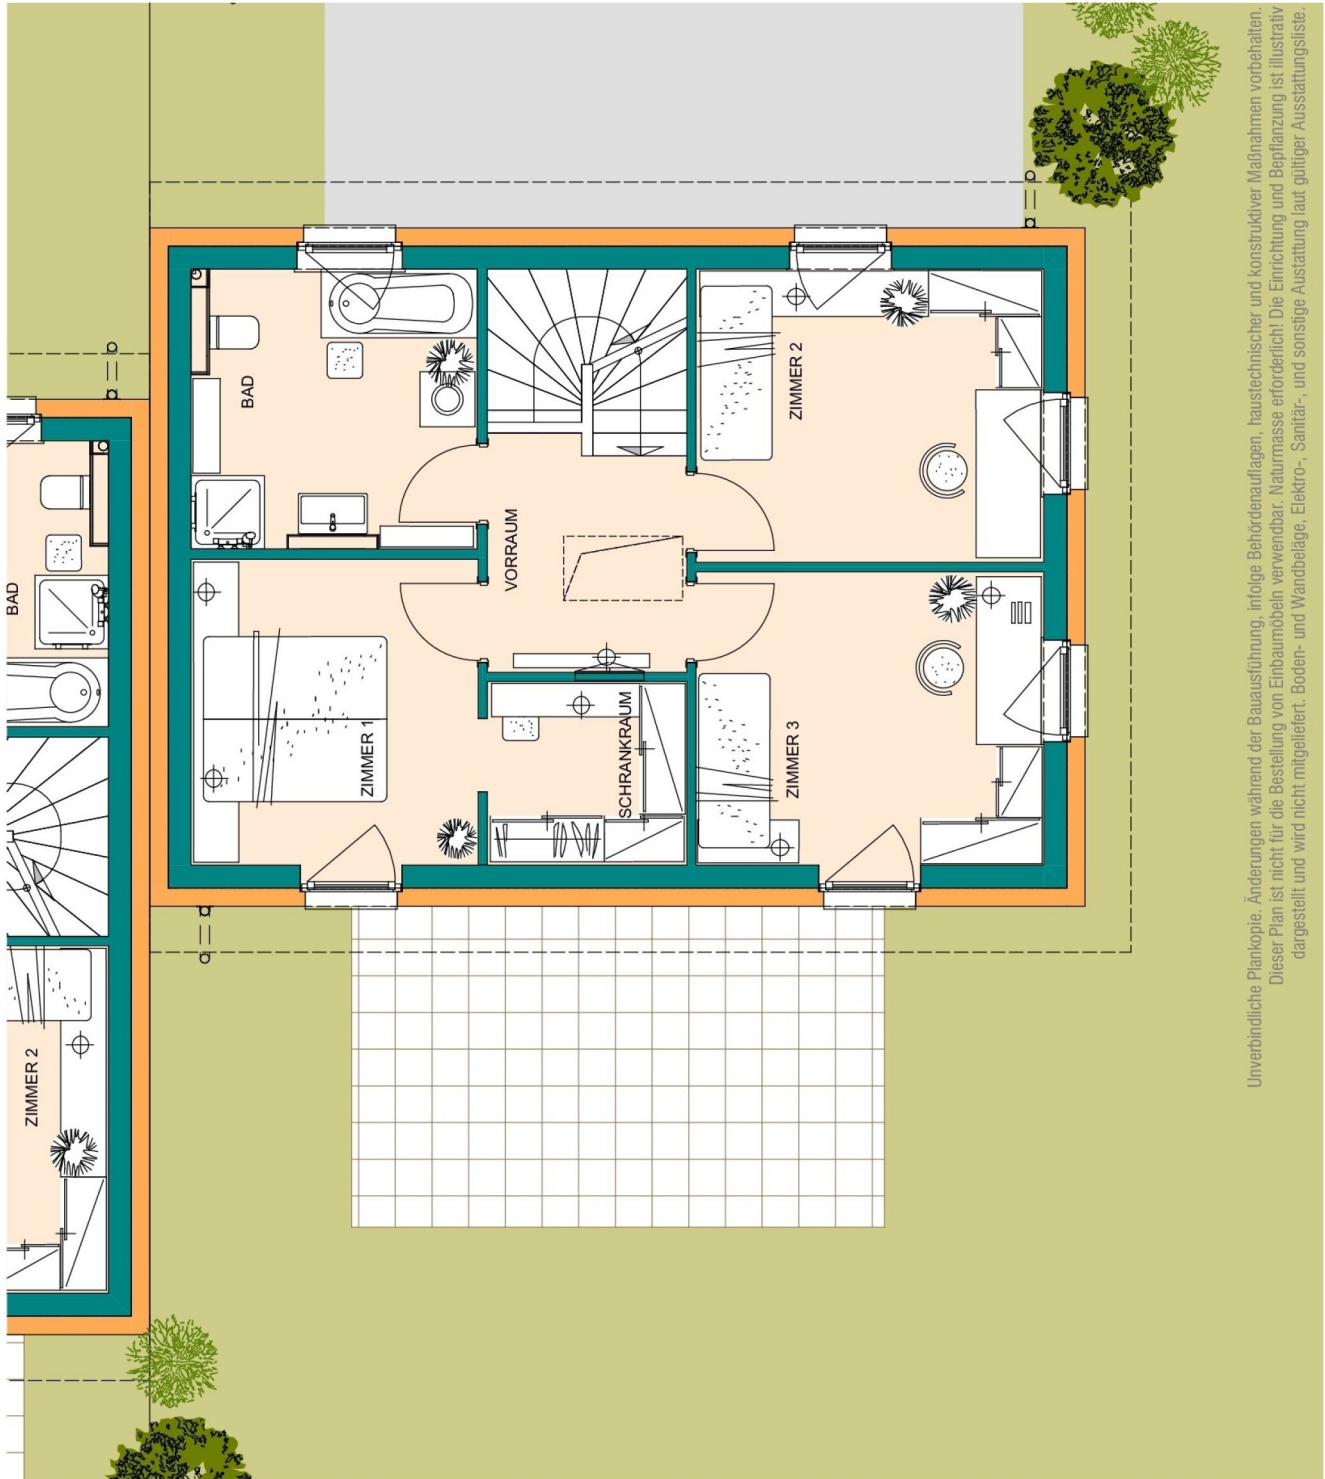 BAD
ZIMMER 2
VORRAUM
ZIMMER 1
SCHRANKRAUM
ZIMMER 3
BAD
ZIMMER 2
Unverbindliche Plankopie. Änderungen während der Bauausführung, infolge Behördenauflagen, haustechnischer und konstruktiver Maßnahmen vorbehalten.
Dieser Plan ist nicht für die Bestellung von Einbaumöbeln verwendbar. Naturmasse erforderlich! Die Einrichtung und Bepflanzung ist illustrativ
dargestellt und wird nicht mitgeliefert. Boden- und Wandbeläge, Elektro-, Sanitär-, und sonstige Austattung laut gültiger Ausstattungsliste.